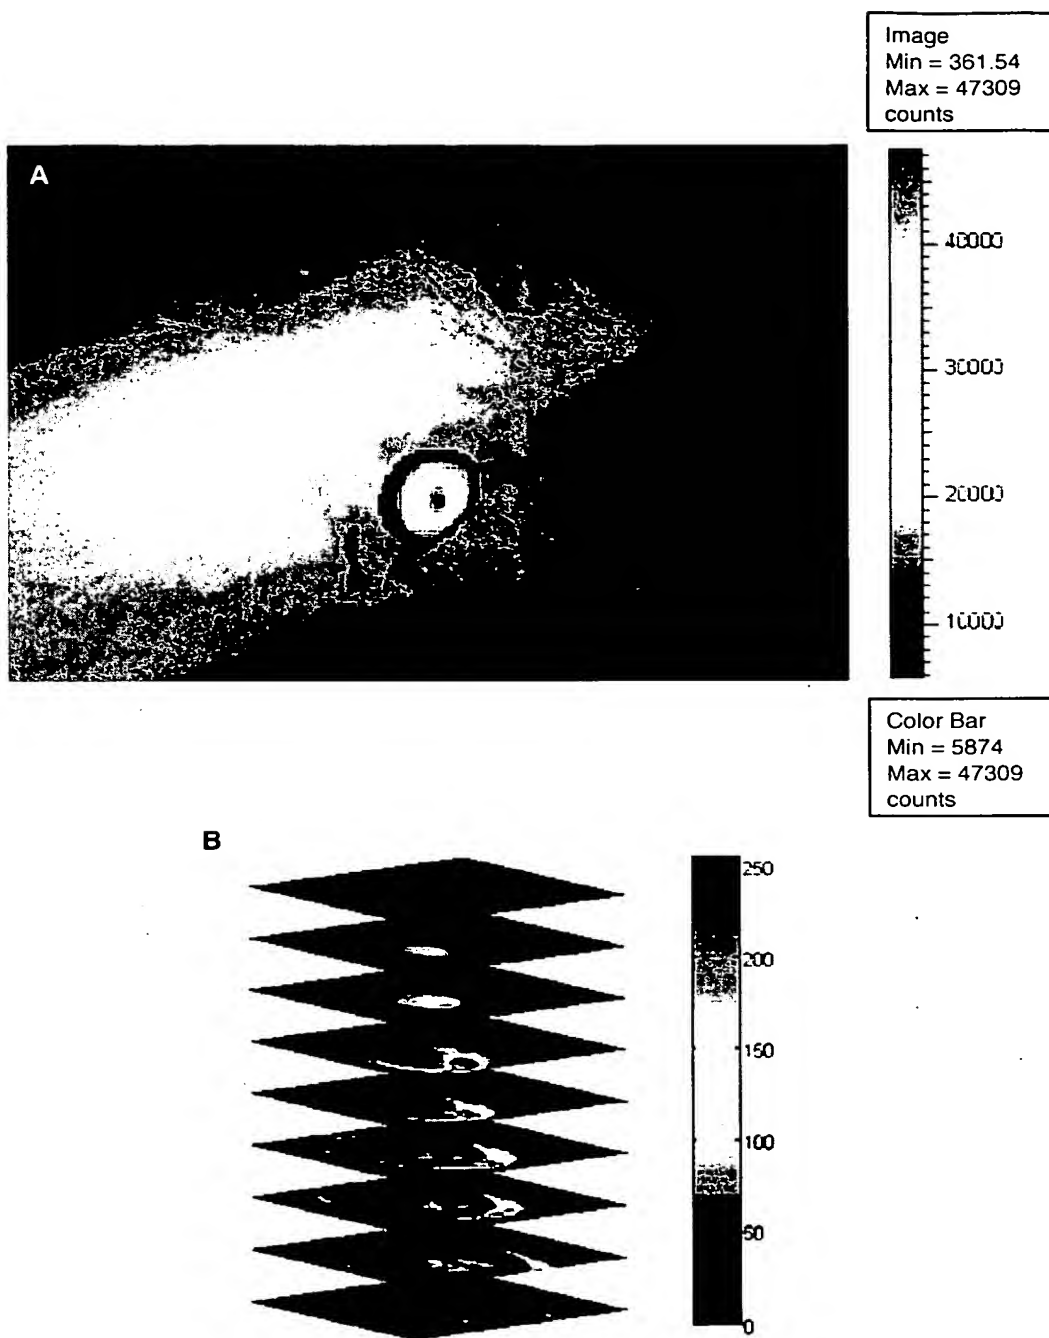 Image
Min = 361.54
Max = 47309
counts
A
40000
30000
20000
10000
Color Bar
Min = 5874
Max = 47309
counts
B
250
200
150
100
50
0